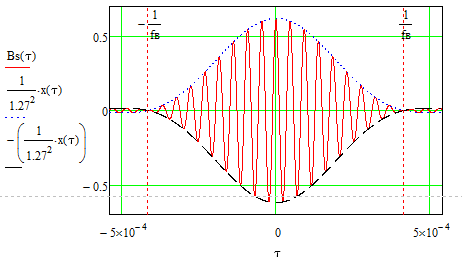 − 1/fв
1/fв
0.5
Bs(τ)
1/1.27² · x(τ)
−(1/1.27² · x(τ))
0
− 0.5
− 5×10⁻⁴
0
5×10⁻⁴
τ